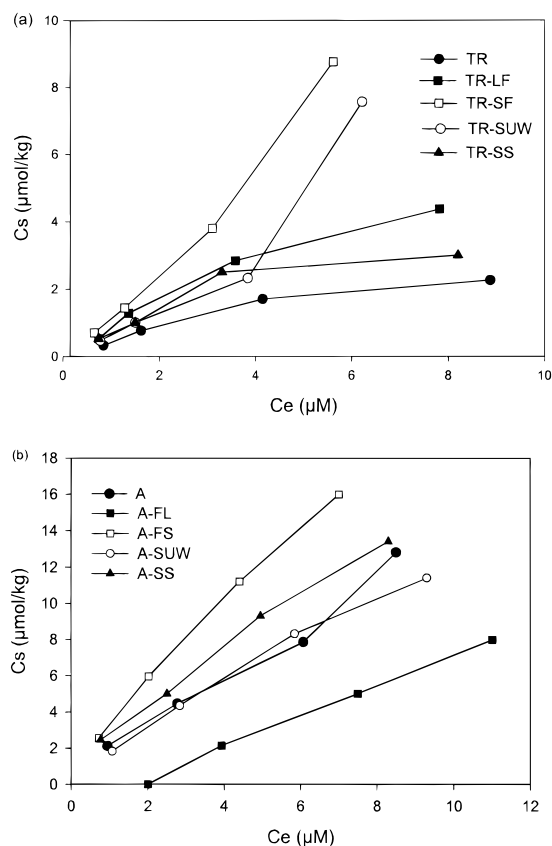 (a)
10
8
6
4
2
0
Cs (µmol/kg)
TR
TR-LF
TR-SF
TR-SUW
TR-SS
0 2 4 6 8 10
Ce (µM)
(b)
18
16
14
12
10
8
6
4
2
0
Cs (µmol/kg)
A
A-FL
A-FS
A-SUW
A-SS
0 2 4 6 8 10 12
Ce (µM)